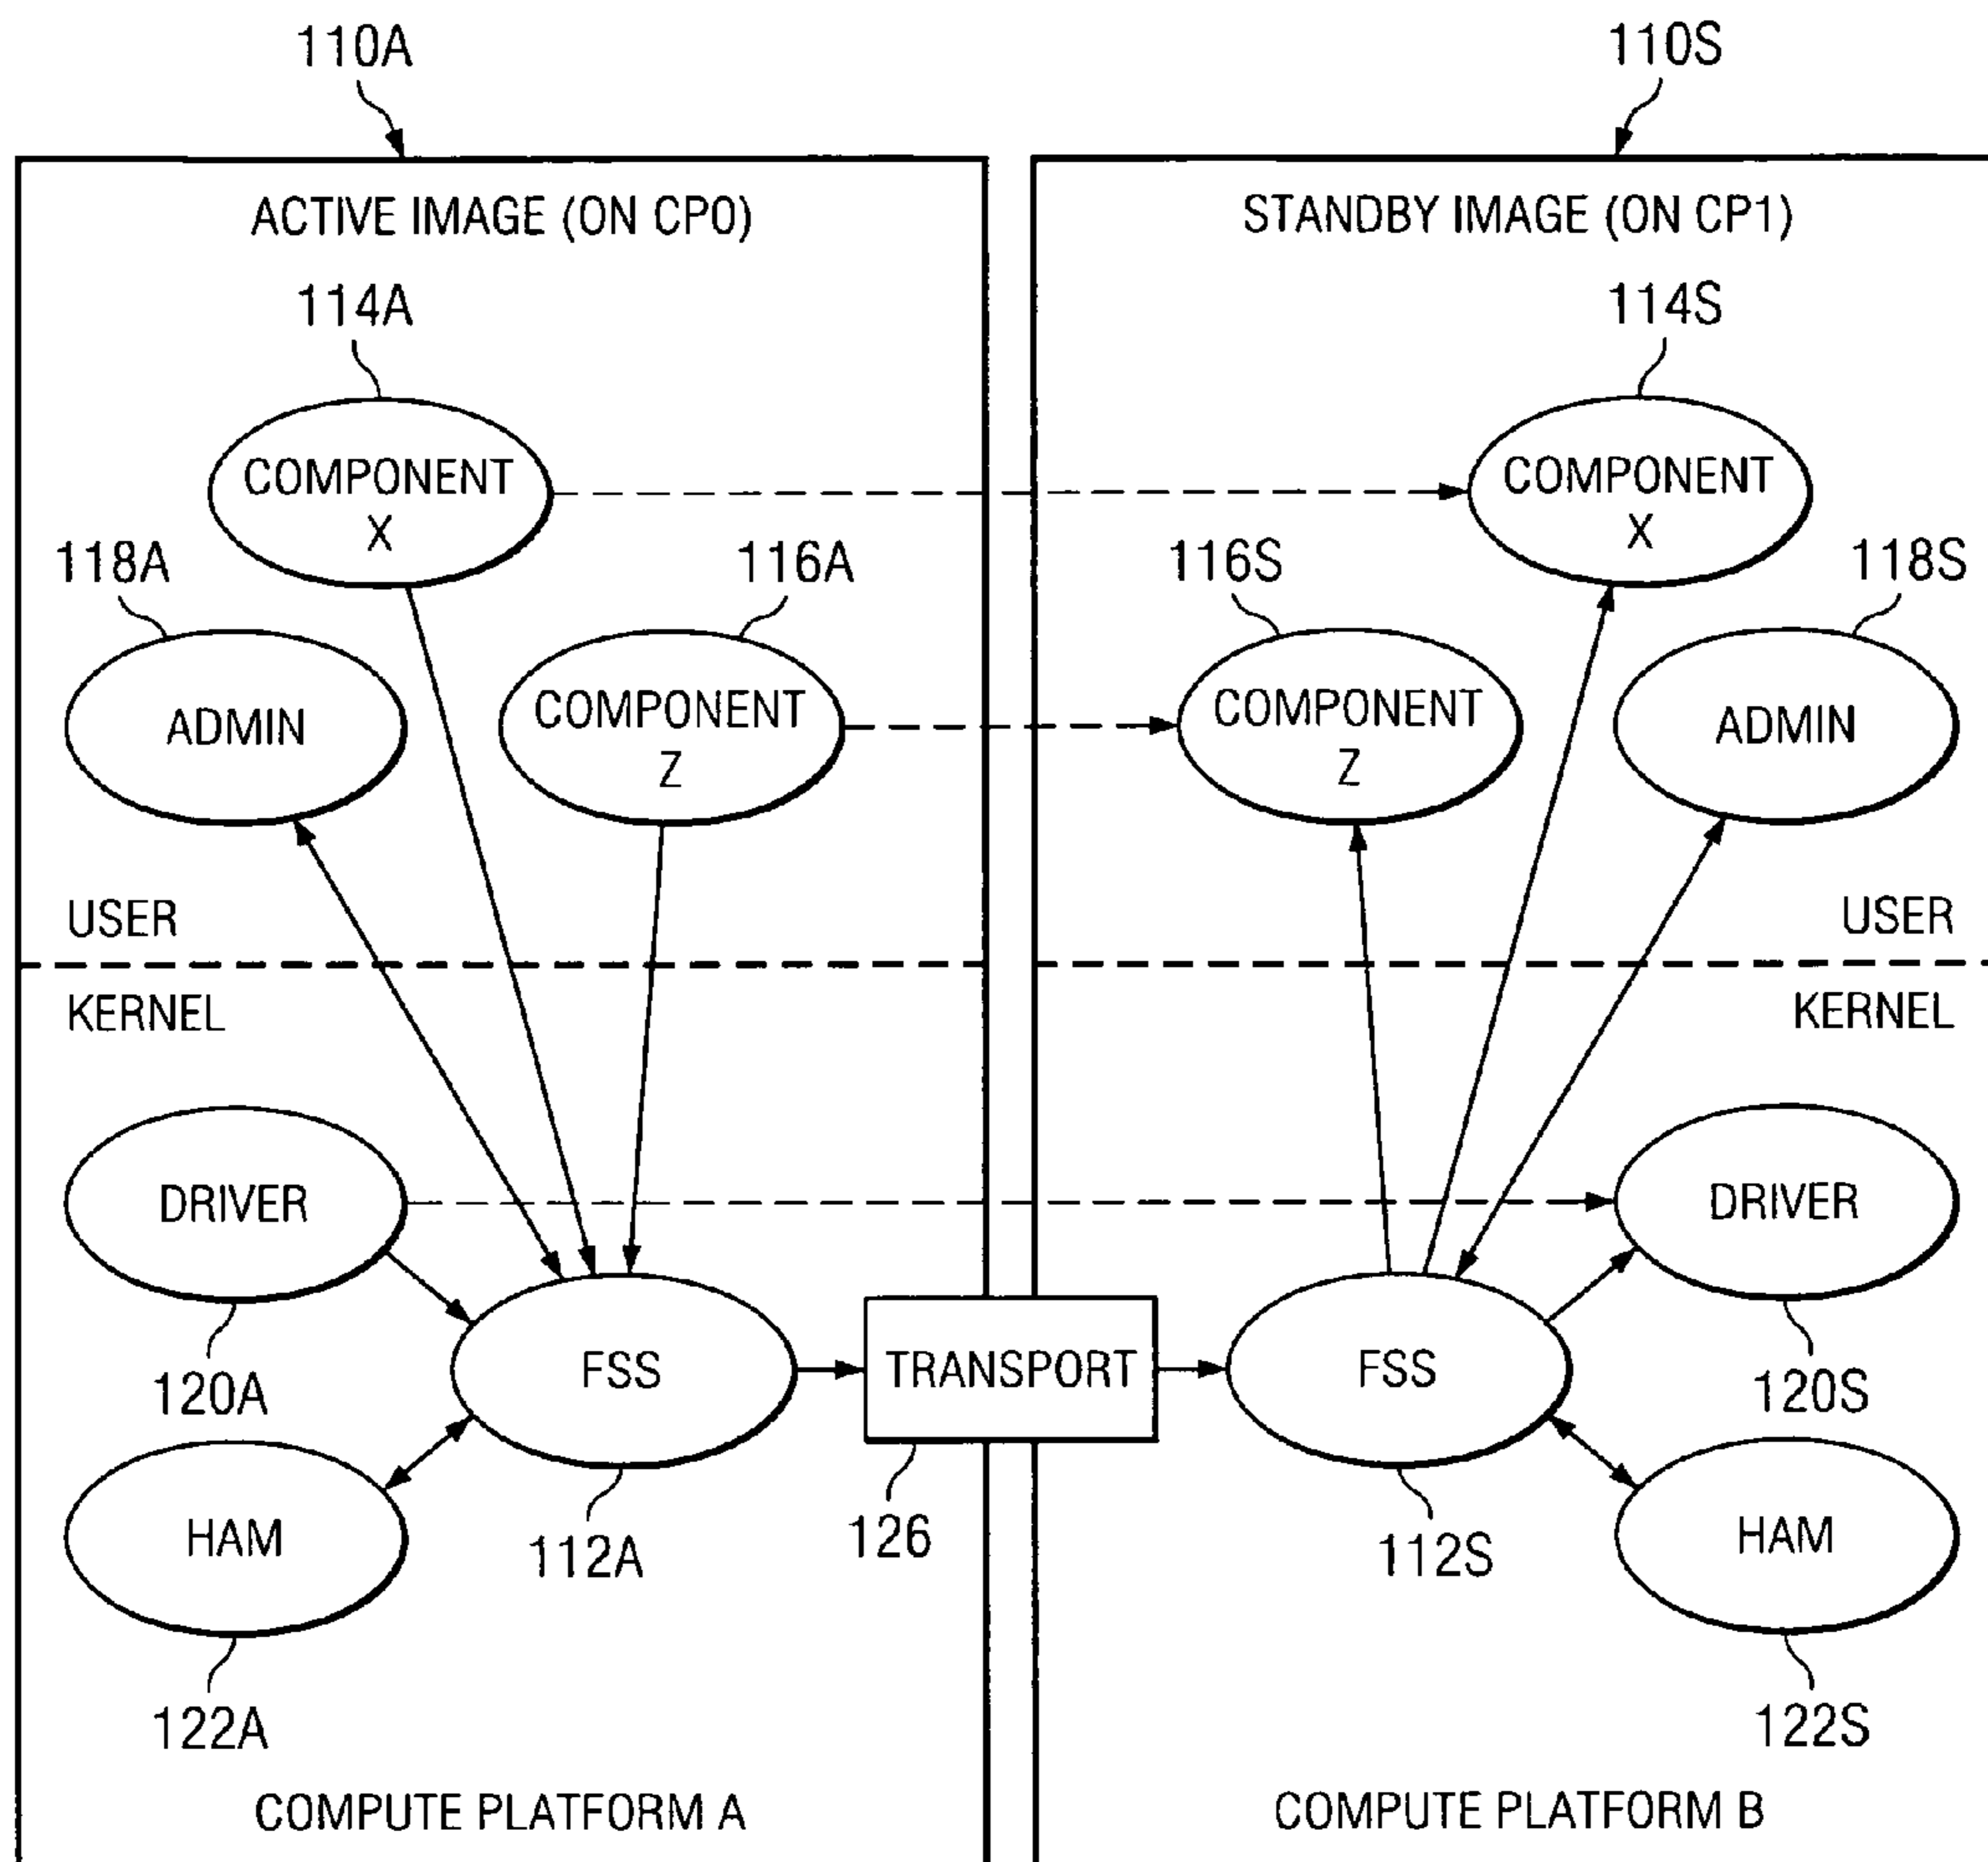 110A
110S
ACTIVE IMAGE (ON CP0)
STANDBY IMAGE (ON CP1)
114A
114S
COMPONENT
X
COMPONENT
X
118A
116A
116S
118S
ADMIN
COMPONENT
Z
COMPONENT
Z
ADMIN
USER
USER
KERNEL
KERNEL
DRIVER
DRIVER
FSS
TRANSPORT
FSS
120A
120S
HAM
112A
126
112S
HAM
122A
122S
COMPUTE PLATFORM A
COMPUTE PLATFORM B